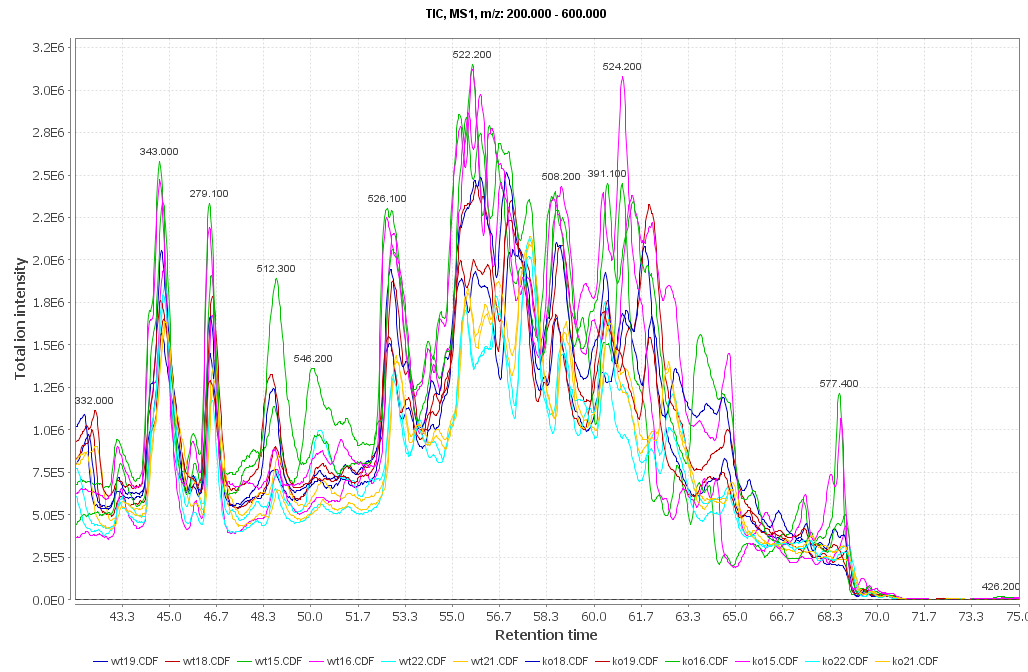 TIC, MS1, m/z: 200.000 - 600.000
Total ion intensity
3.2E6
3.0E6
2.8E6
2.5E6
2.2E6
2.0E6
1.8E6
1.5E6
1.2E6
1.0E6
7.5E5
5.0E5
2.5E5
0.0E0
522.200
524.200
343.000
279.100
526.100
508.200
391.100
512.300
546.200
332.000
577.400
426.200
43.3 45.0 46.7 48.3 50.0 51.7 53.3 55.0 56.7 58.3 60.0 61.7 63.3 65.0 66.7 68.3 70.0 71.7 73.3 75.0
Retention time
wt19.CDF wt18.CDF wt15.CDF wt16.CDF wt22.CDF wt21.CDF ko18.CDF ko19.CDF ko16.CDF ko15.CDF ko22.CDF ko21.CDF